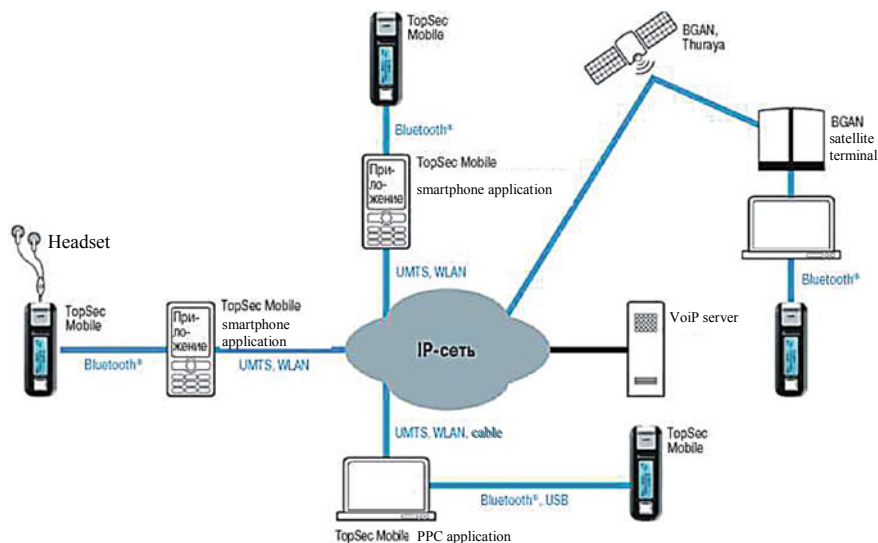 TopSec
Mobile
BGAN,
Thuraya
Bluetooth®
BGAN
satellite
terminal
При-
ло-
жение
TopSec Mobile
smartphone application
Headset
UMTS, WLAN
Bluetooth®
TopSec
Mobile
При-
ло-
жение
TopSec Mobile
smartphone
application
VoiP server
IP-сеть
Bluetooth®
UMTS, WLAN
UMTS, WLAN, cable
TopSec
Mobile
Bluetooth®, USB
TopSec Mobile PPC application